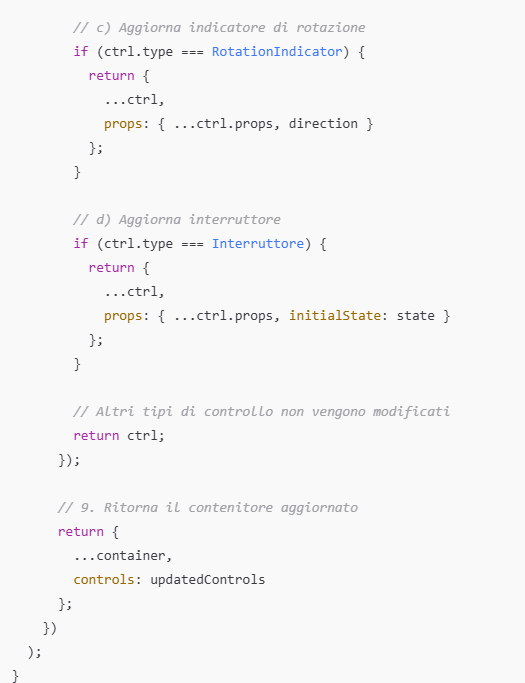 // c) Aggiorna indicatore di rotazione
if (ctrl.type === RotationIndicator) {
return {
...ctrl,
props: { ...ctrl.props, direction }
};
}
// d) Aggiorna interruttore
if (ctrl.type === Interruttore) {
return {
...ctrl,
props: { ...ctrl.props, initialState: state }
};
}
// Altri tipi di controllo non vengono modificati
return ctrl;
});
// 9. Ritorna il contenitore aggiornato
return {
...container,
controls: updatedControls
};
})
);
}